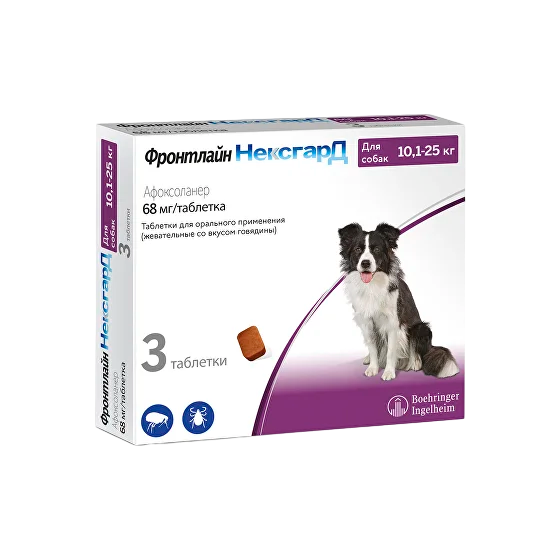 Фронтлайн НексгарД
Для собак 10,1-25 кг
Афоксоланер
68 мг/таблетка
Таблетки для орального применения
(жевательные со вкусом говядины)
3 таблетки
Boehringer
Ingelheim
Фронтлайн НексгарД
Афоксоланер
68 мг/таблетка
Для собак 10,1-25 кг
3 таблетки